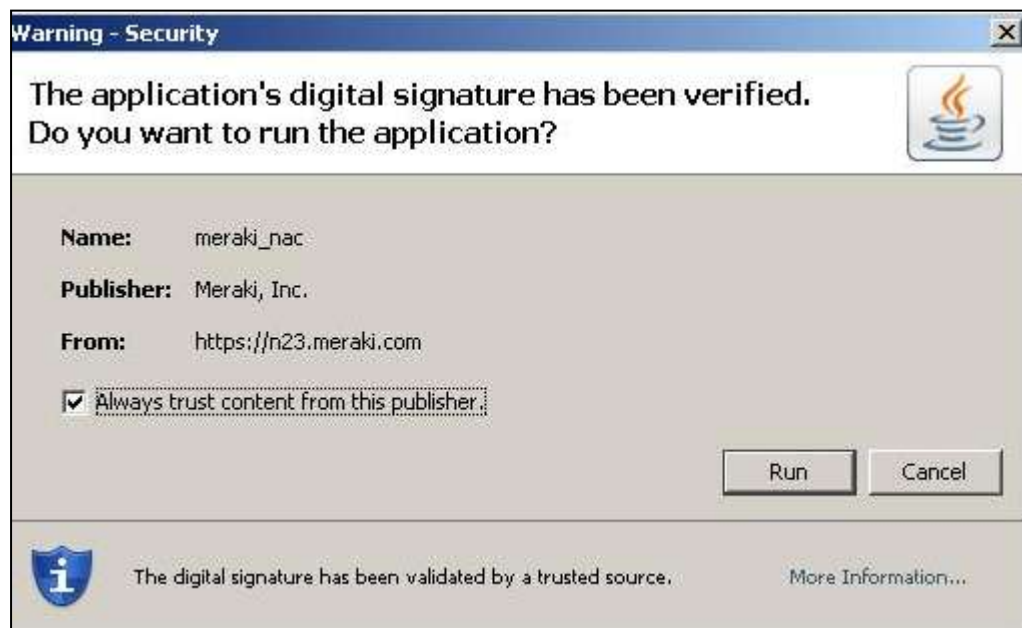 Warning - Security
The application's digital signature has been verified.
Do you want to run the application?
Name: meraki_nac
Publisher: Meraki, Inc.
From: https://n23.meraki.com
Always trust content from this publisher.
Run Cancel
The digital signature has been validated by a trusted source. More Information...